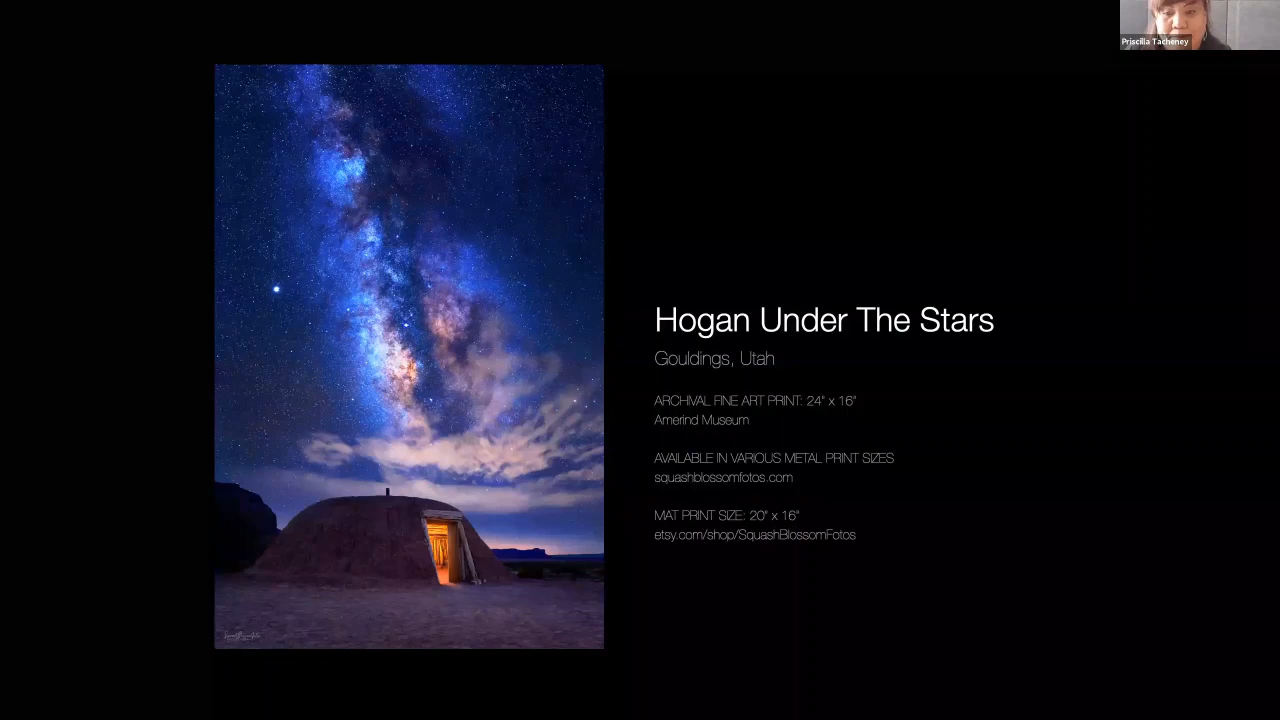 Priscilla Tacheney
Hogan Under The Stars
Gouldings, Utah
ARCHIVAL FINE ART PRINT: 24" x 16"
Amerind Museum
AVAILABLE IN VARIOUS METAL PRINT SIZES
squashblossomfotos.com
MAT PRINT SIZE: 20" x 16"
etsy.com/shop/SquashBlossomFotos